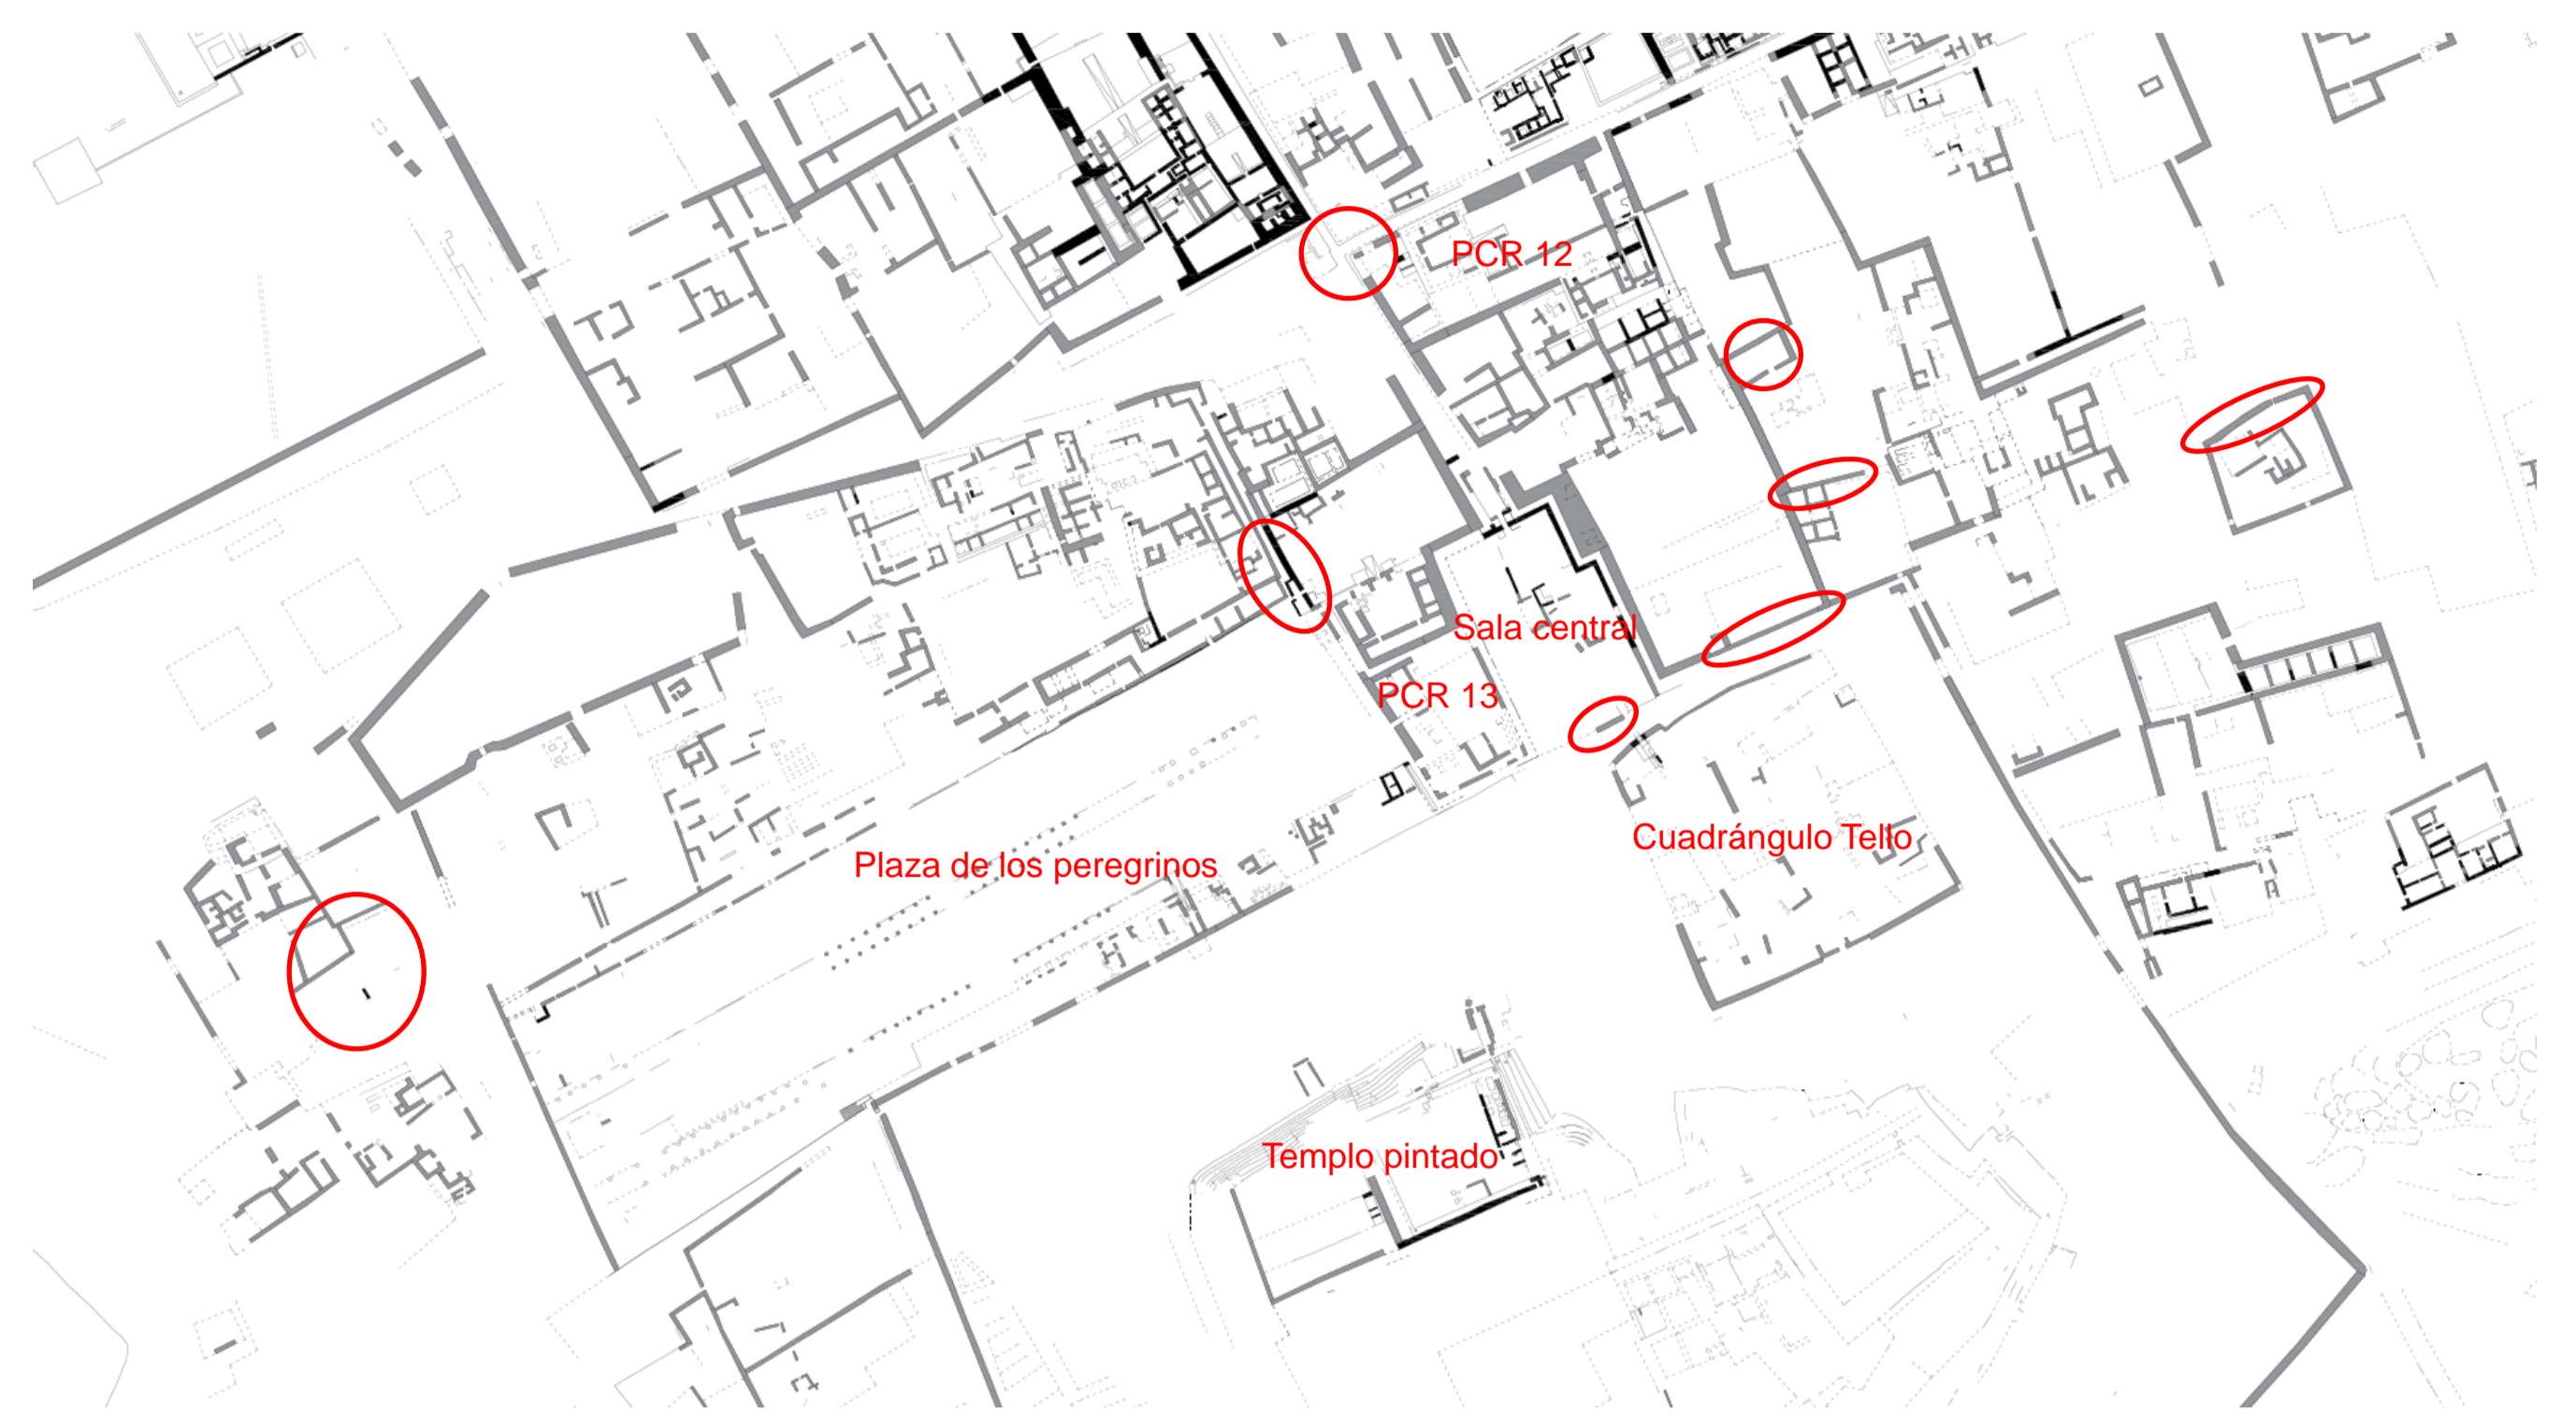 PCR 12
Sala central
PCR 13
Cuadrángulo Tello
Plaza de los peregrinos
Templo pintado